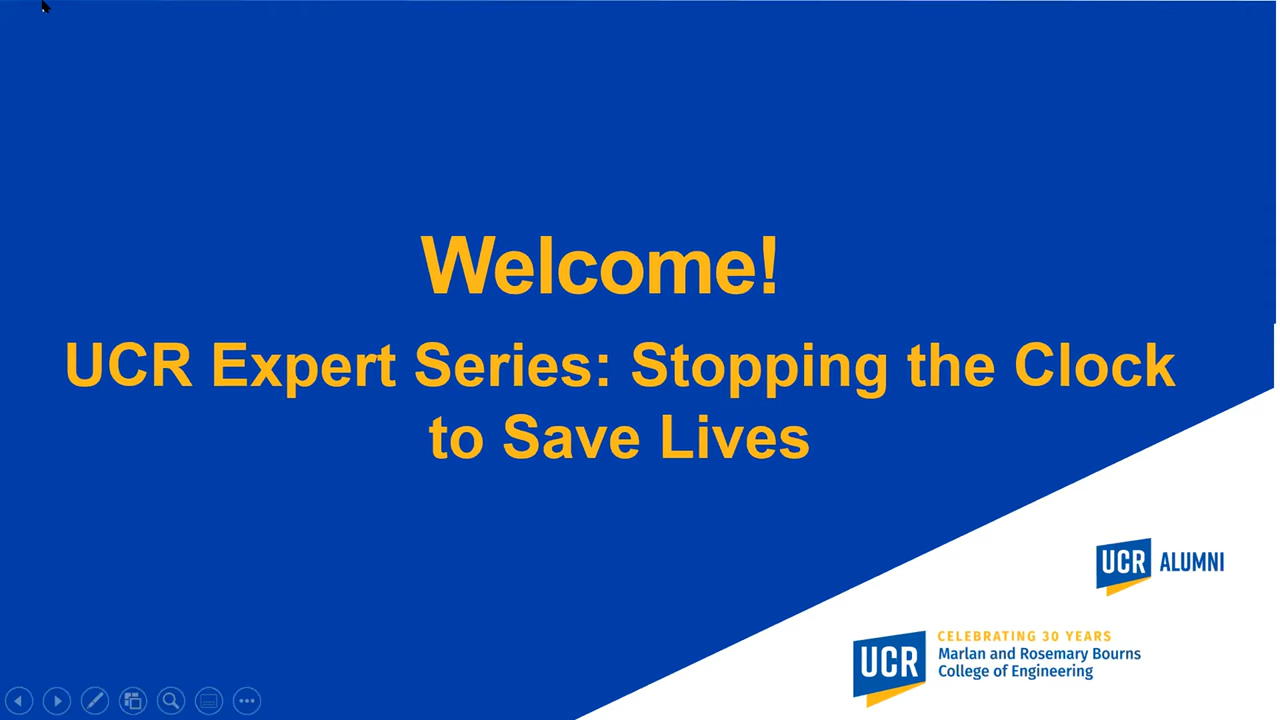 Welcome!
UCR Expert Series: Stopping the Clock
to Save Lives
UCR ALUMNI
UCR
CELEBRATING 30 YEARS
Marlan and Rosemary Bourns
College of Engineering